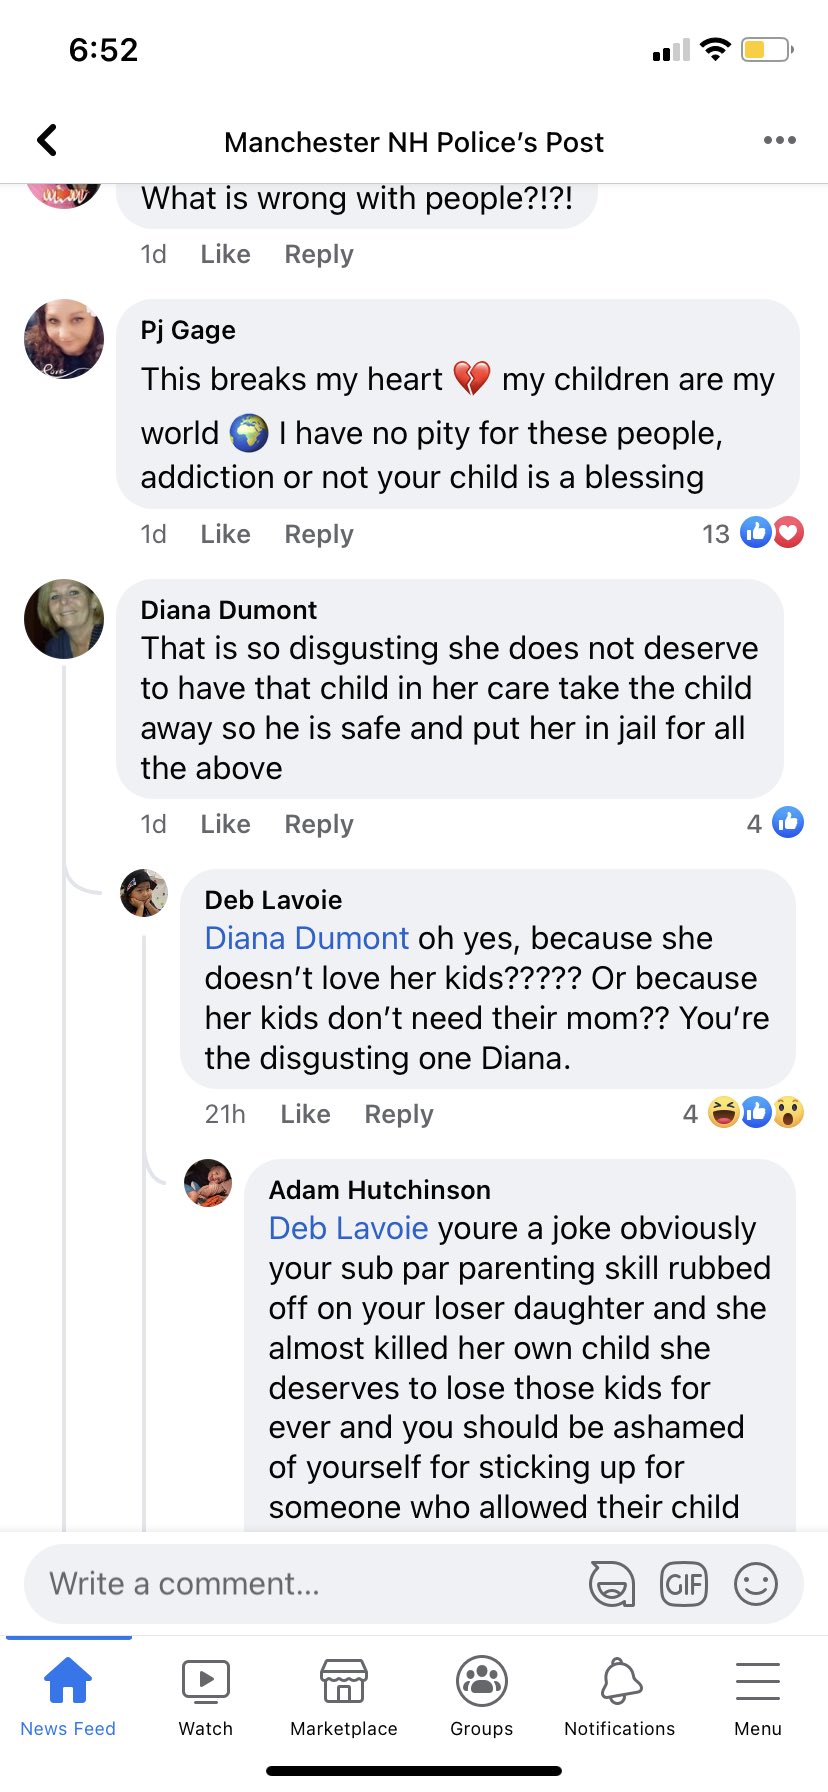 6:52
Manchester NH Police's Post
What is wrong with people?!?!
1d Like Reply
Pj Gage
This breaks my heart 💔 my children are my
world 🌍 I have no pity for these people,
addiction or not your child is a blessing
1d Like Reply 13
Diana Dumont
That is so disgusting she does not deserve
to have that child in her care take the child
away so he is safe and put her in jail for all
the above
1d Like Reply 4
Deb Lavoie
Diana Dumont oh yes, because she
doesn't love her kids????? Or because
her kids don't need their mom?? You're
the disgusting one Diana.
21h Like Reply 4
Adam Hutchinson
Deb Lavoie youre a joke obviously
your sub par parenting skill rubbed
off on your loser daughter and she
almost killed her own child she
deserves to lose those kids for
ever and you should be ashamed
of yourself for sticking up for
someone who allowed their child
Write a comment...
GIF
News Feed Watch Marketplace Groups Notifications Menu